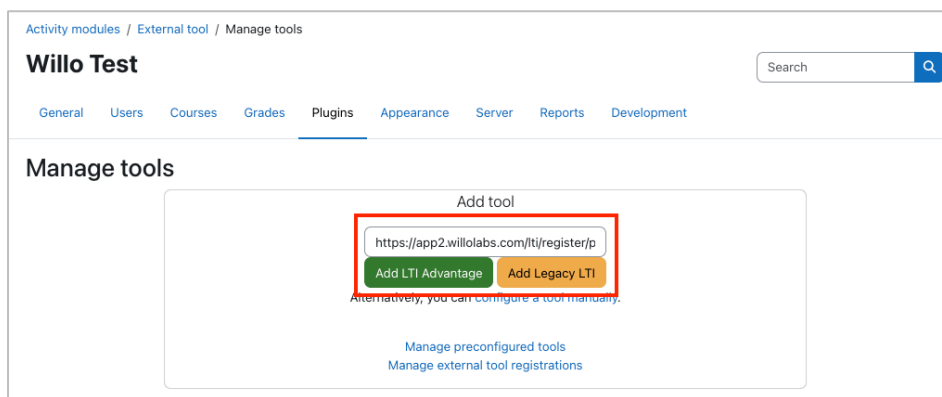 Activity modules / External tool / Manage tools
Willo Test
Search
General Users Courses Grades Plugins Appearance Server Reports Development
Manage tools
Add tool
https://app2.willolabs.com/lti/register/p
Add LTI Advantage Add Legacy LTI
Alternatively, you can configure a tool manually.
Manage preconfigured tools
Manage external tool registrations